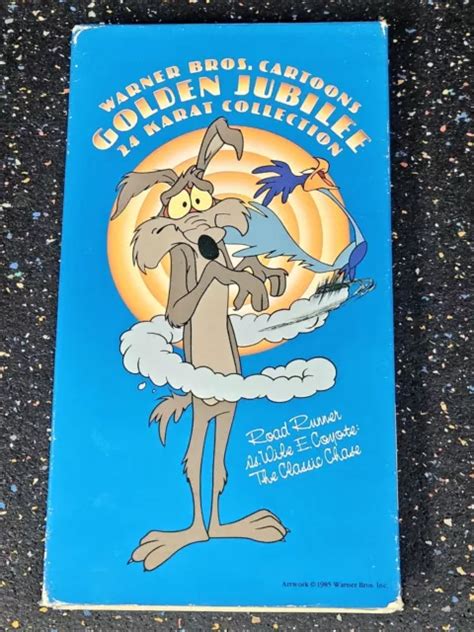 WARNER BROS. CARTOONS
GOLDEN JUBILEE
24 KARAT COLLECTION
Road Runner
vs. Wile E. Coyote:
The Classic Chase
Artwork © 1985 Warner Bros. Inc.